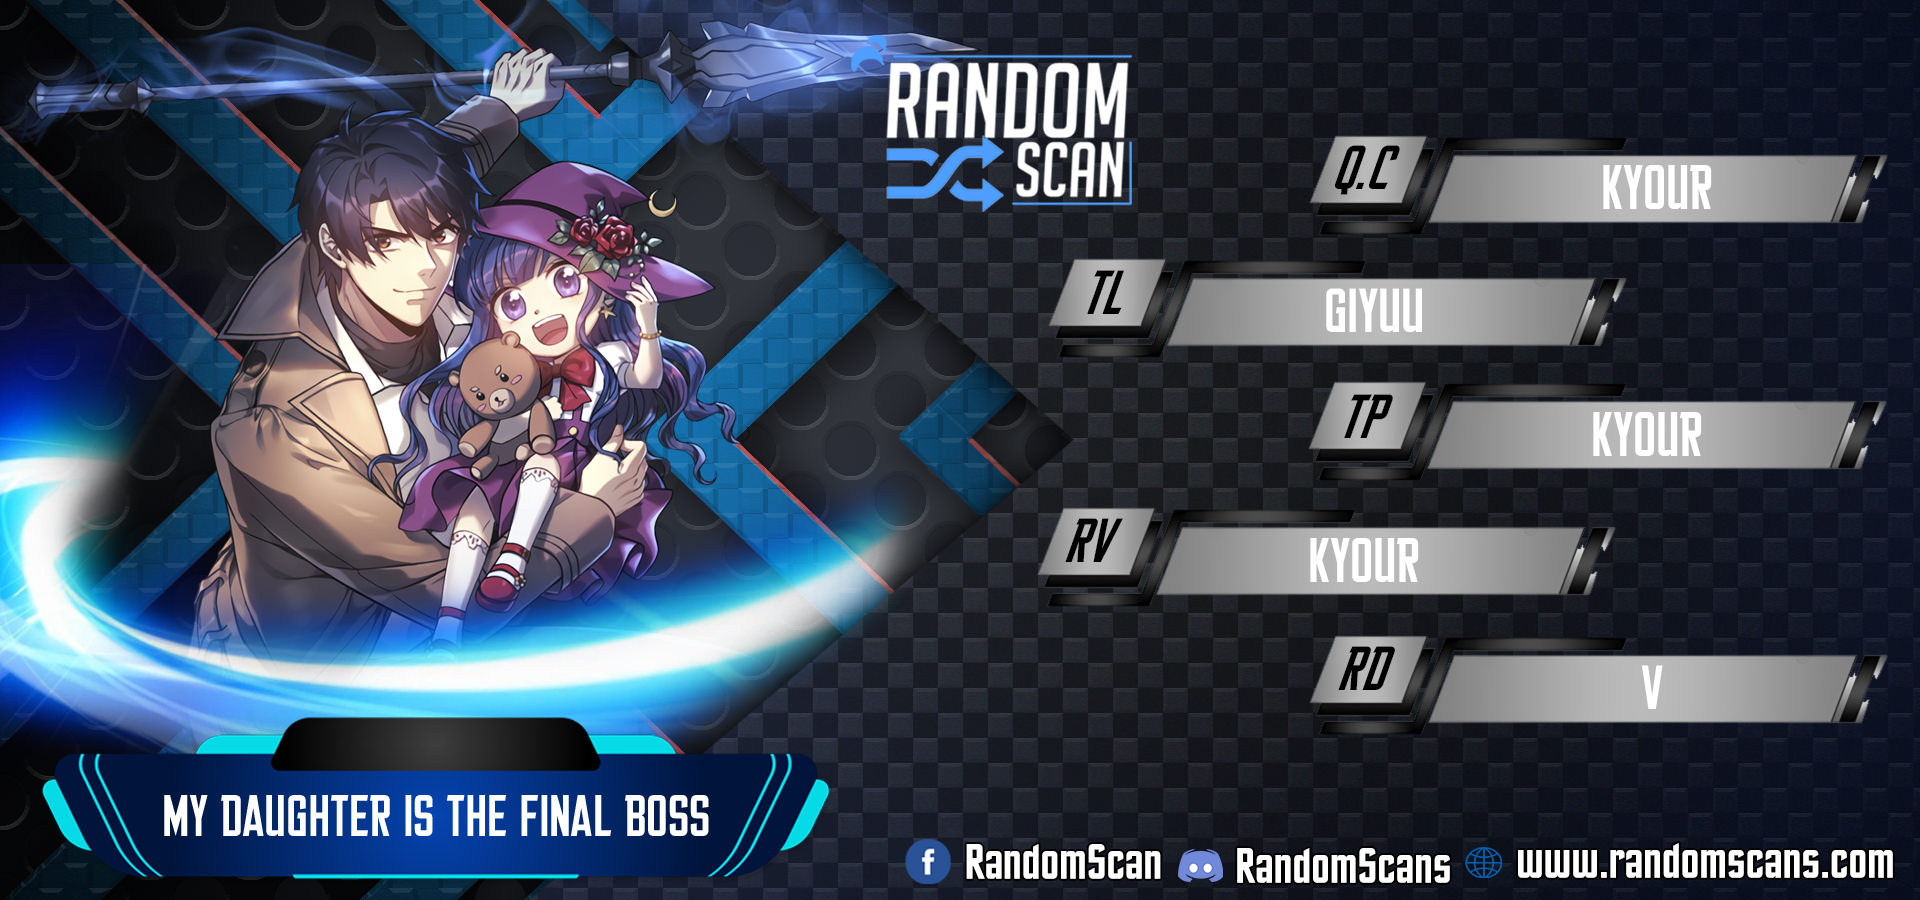 RANDOM
SCAN
Q.C
KYOUR
TL
GIYUU
TP
KYOUR
RV
KYOUR
RD
V
MY DAUGHTER IS THE FINAL BOSS
f RandomScan RandomScans www.randomscans.com